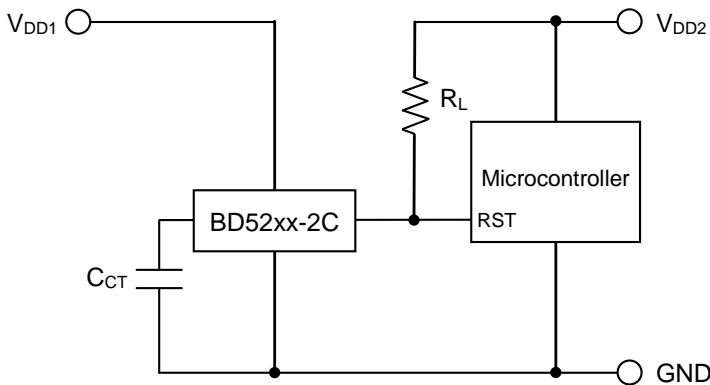 VDD1
VDD2
RL
Microcontroller
BD52xx-2C
RST
CCT
GND